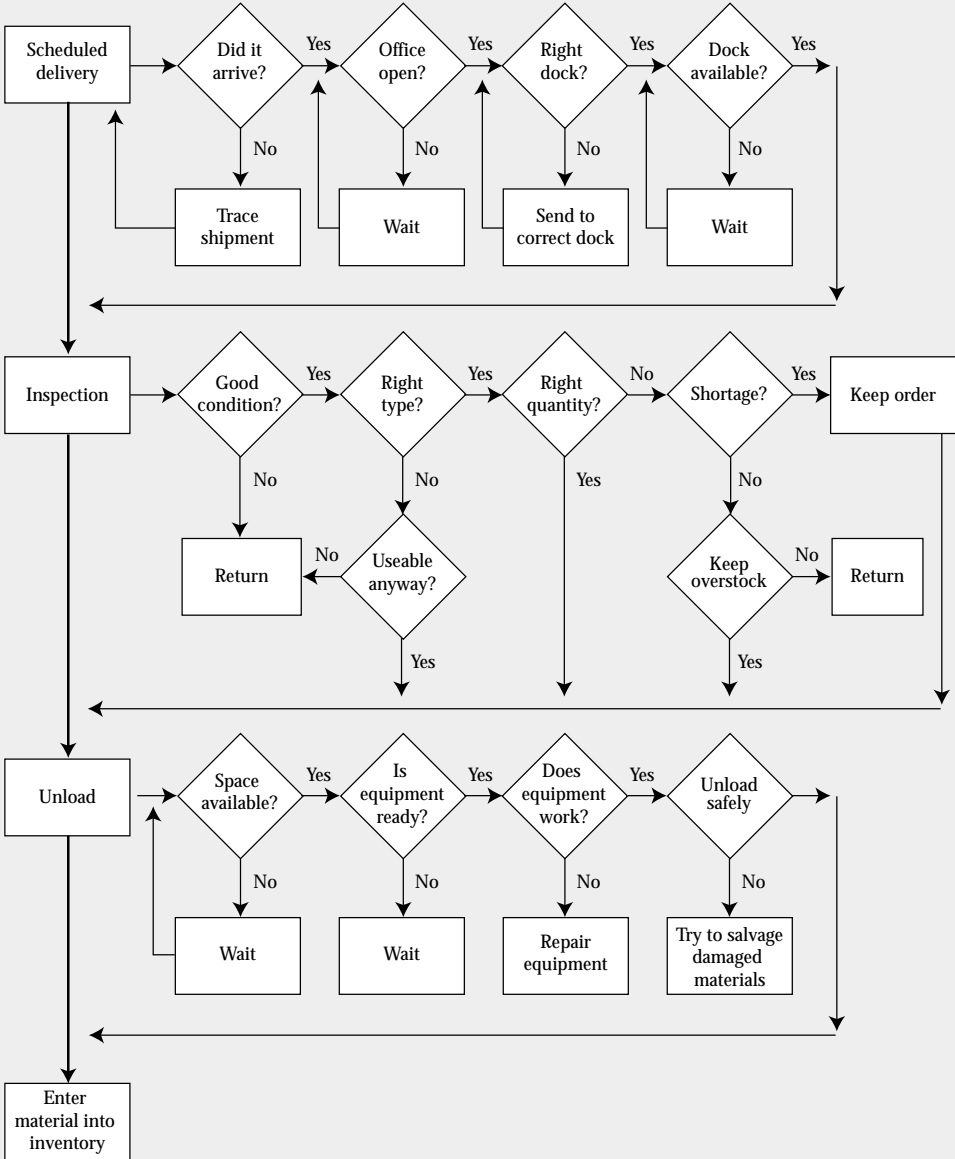 Scheduled
delivery
Did it
arrive?
Yes
Office
open?
Yes
Right
dock?
Yes
Dock
available?
Yes
No
No
No
No
Trace
shipment
Wait
Send to
correct dock
Wait
Inspection
Good
condition?
Yes
Right
type?
Yes
Right
quantity?
No
Shortage?
Yes
Keep order
No
No
Yes
No
Return
No
Useable
anyway?
Keep
overstock
No
Return
Yes
Yes
Unload
Space
available?
Yes
Is
equipment
ready?
Yes
Does
equipment
work?
Yes
Unload
safely
No
No
No
No
Wait
Wait
Repair
equipment
Try to salvage
damaged
materials
Enter
material into
inventory